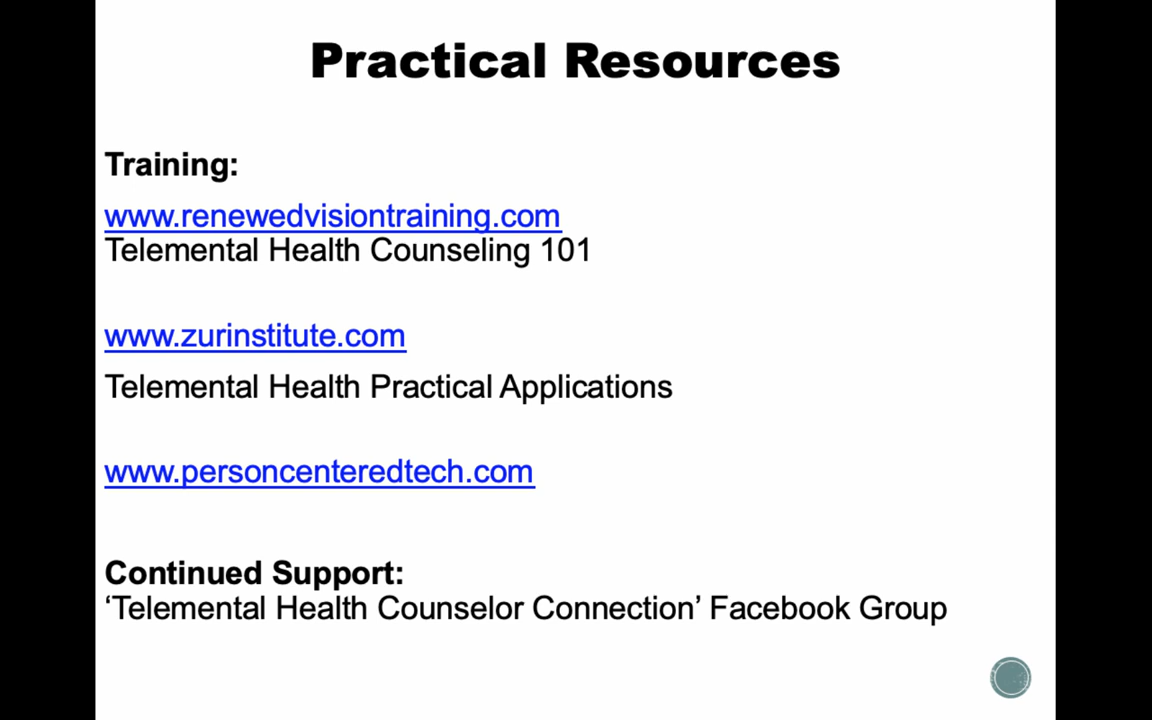 Practical Resources
Training:
www.renewedvisiontraining.com
Telemental Health Counseling 101
www.zurinstitute.com
Telemental Health Practical Applications
www.personcenteredtech.com
Continued Support:
‘Telemental Health Counselor Connection’ Facebook Group